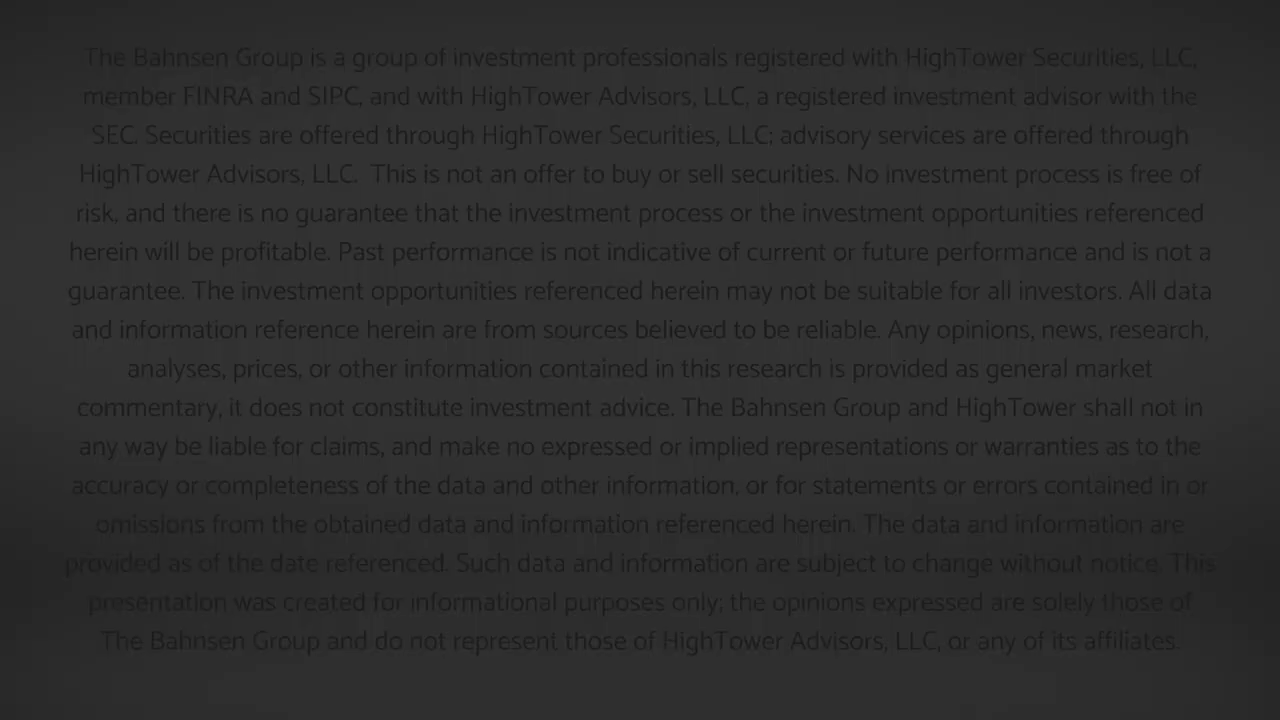 The Bahnsen Group is a group of investment professionals registered with HighTower Securities, LLC,
member FINRA and SIPC, and with HighTower Advisors, LLC, a registered investment advisor with the
SEC. Securities are offered through HighTower Securities, LLC; advisory services are offered through
HighTower Advisors, LLC.  This is not an offer to buy or sell securities. No investment process is free of
risk, and there is no guarantee that the investment process or the investment opportunities referenced
herein will be profitable. Past performance is not indicative of current or future performance and is not a
guarantee. The investment opportunities referenced herein may not be suitable for all investors. All data
and information reference herein are from sources believed to be reliable. Any opinions, news, research,
analyses, prices, or other information contained in this research is provided as general market
commentary, it does not constitute investment advice. The Bahnsen Group and HighTower shall not in
any way be liable for claims, and make no expressed or implied representations or warranties as to the
accuracy or completeness of the data and other information, or for statements or errors contained in or
omissions from the obtained data and information referenced herein. The data and information are
provided as of the date referenced. Such data and information are subject to change without notice. This
presentation was created for informational purposes only; the opinions expressed are solely those of
The Bahnsen Group and do not represent those of HighTower Advisors, LLC, or any of its affiliates.